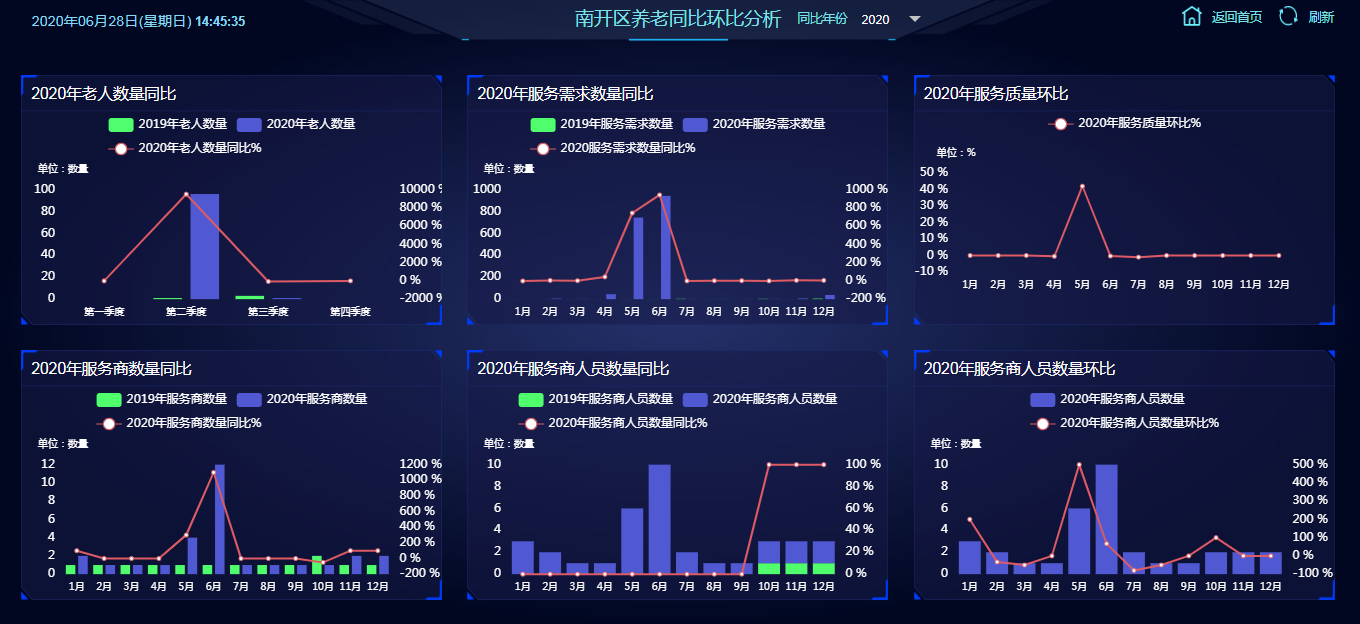 2020年06月28日(星期日) 14:45:35
南开区养老同比环比分析
同比年份 2020
返回首页
刷新
2020年老人数量同比
2019年老人数量 2020年老人数量
2020年老人数量同比%
单位：数量
100 80 60 40 20 0
10000 % 8000 % 6000 % 4000 % 2000 % 0 % -2000 %
第一季度 第二季度 第三季度 第四季度
2020年服务需求数量同比
2019年服务需求数量 2020年服务需求数量
2020服务需求数量同比%
单位：数量
1000 800 600 400 200 0
1000 % 800 % 600 % 400 % 200 % 0 % -200 %
1月 2月 3月 4月 5月 6月 7月 8月 9月 10月 11月 12月
2020年服务质量环比
2020年服务质量环比%
单位：%
50 % 40 % 30 % 20 % 10 % 0 % -10 %
1月 2月 3月 4月 5月 6月 7月 8月 9月 10月 11月 12月
2020年服务商数量同比
2019年服务商数量 2020年服务商数量
2020年服务商数量同比%
单位：数量
12 10 8 6 4 2 0
1200 % 1000 % 800 % 600 % 400 % 200 % 0 % -200 %
1月 2月 3月 4月 5月 6月 7月 8月 9月 10月 11月 12月
2020年服务商人员数量同比
2019年服务商人员数量 2020年服务商人员数量
2020年服务商人员数量同比%
单位：数量
10 8 6 4 2 0
100 % 80 % 60 % 40 % 20 % 0 %
1月 2月 3月 4月 5月 6月 7月 8月 9月 10月 11月 12月
2020年服务商人员数量环比
2020年服务商人员数量
2020年服务商人员数量环比%
单位：数量
10 8 6 4 2 0
500 % 400 % 300 % 200 % 100 % 0 % -100 %
1月 2月 3月 4月 5月 6月 7月 8月 9月 10月 11月 12月